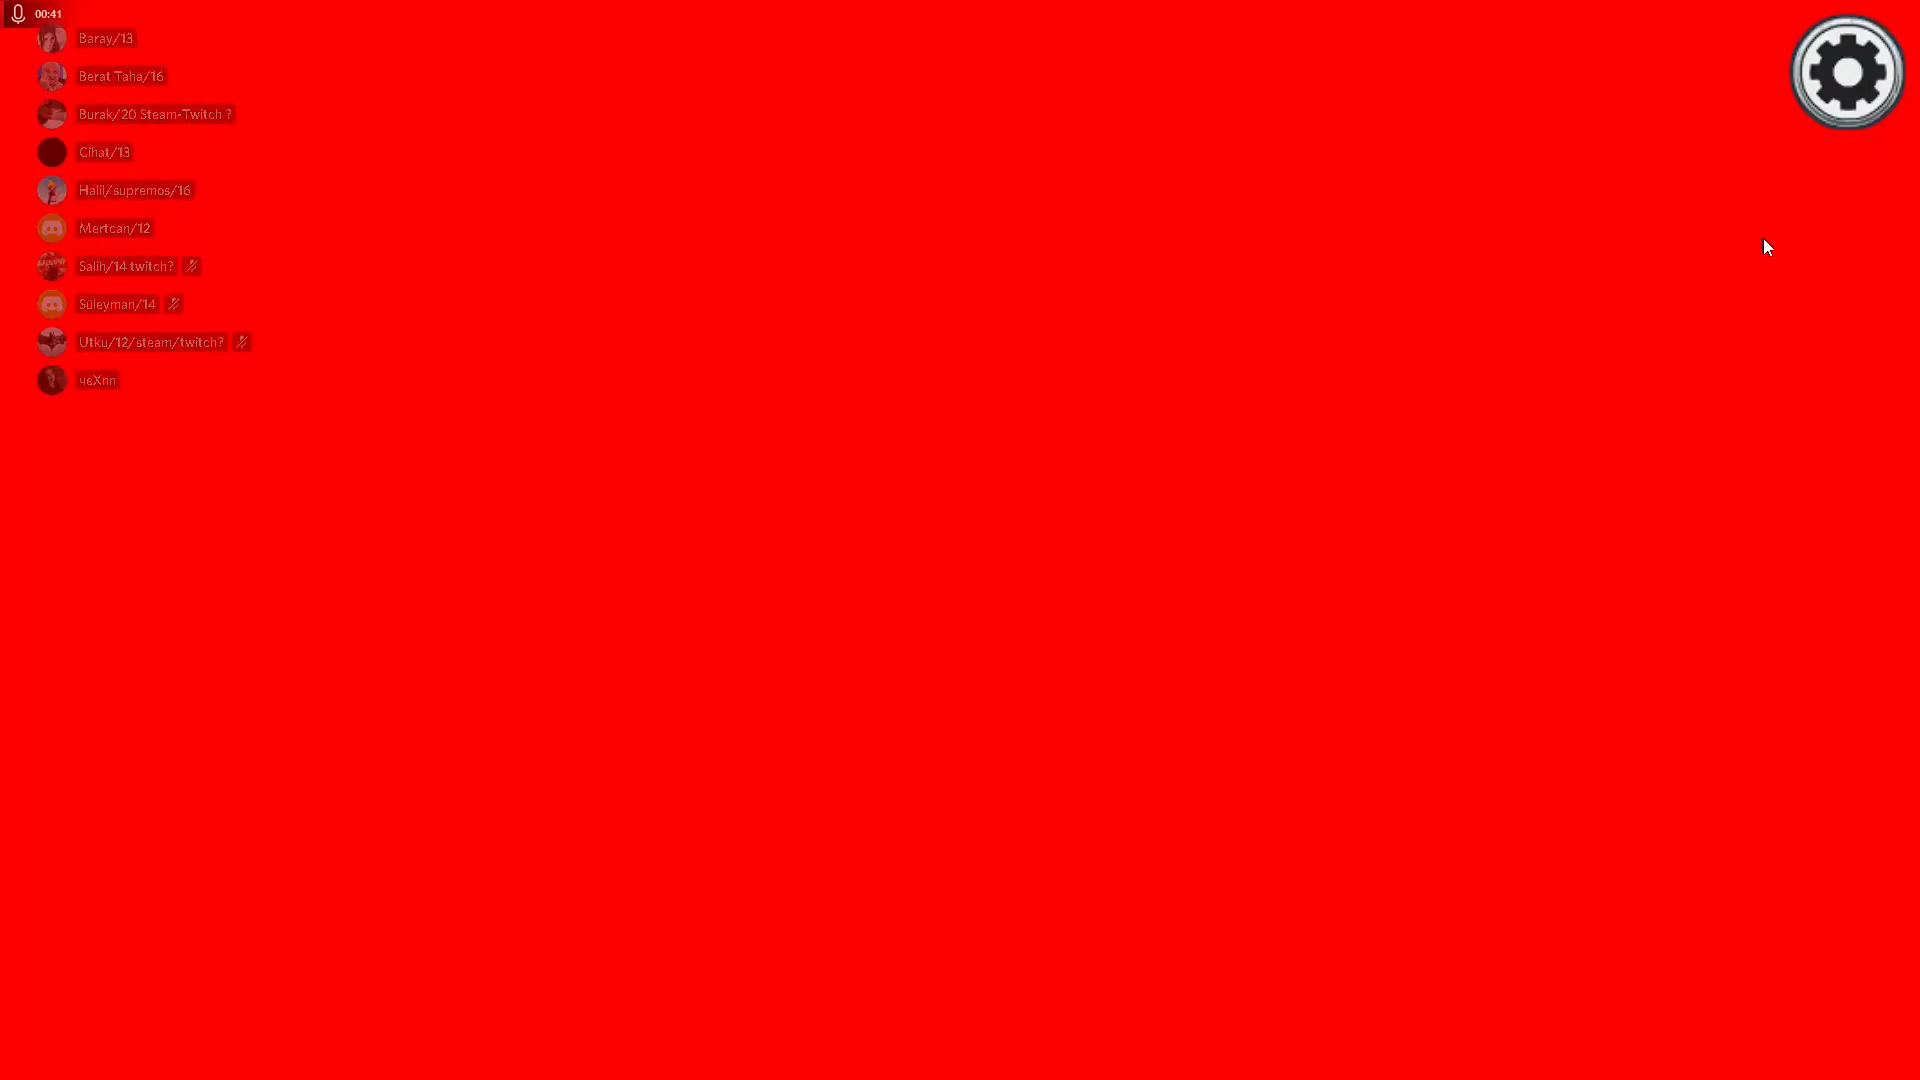 00:41
Baray/13
Berat Taha/16
Burak/20 Steam-Twitch ?
Cihat/13
Halil/supremos/16
Mertcan/12
Salih/14 twitch?
Süleyman/14
Utku/12/steam/twitch?
чєXnn